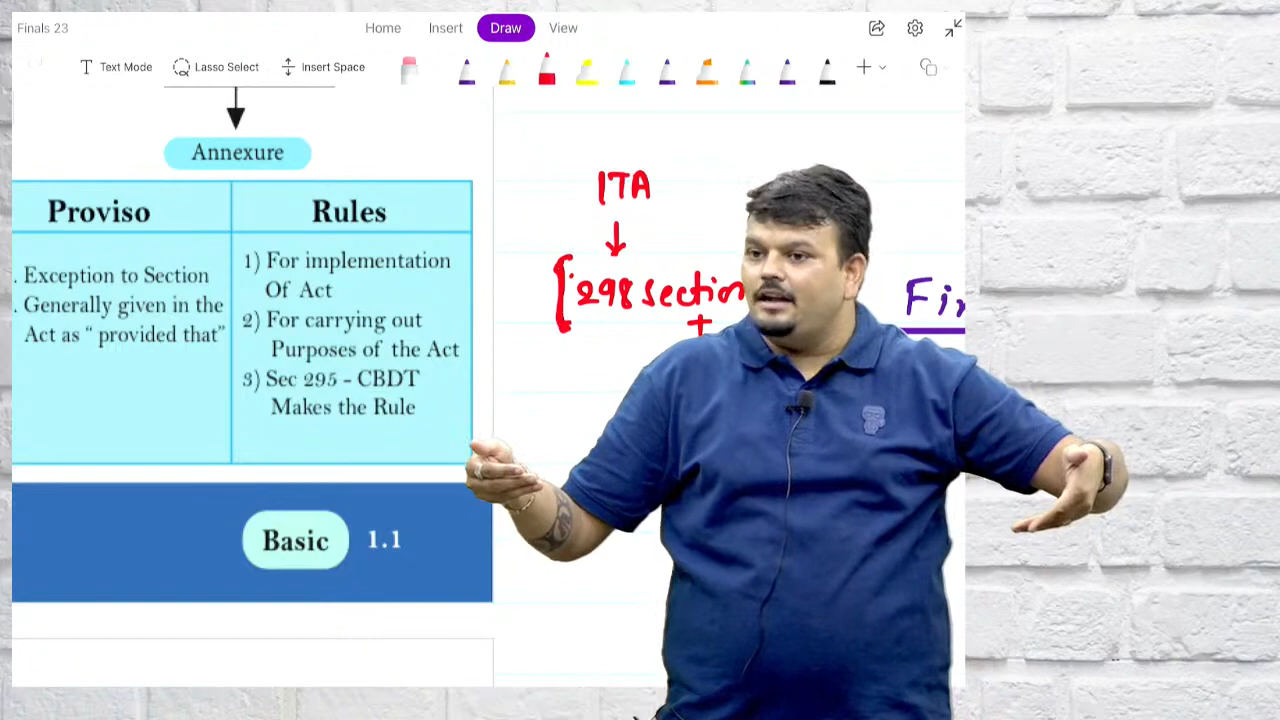 Finals 23
Home Insert Draw View
Text Mode Lasso Select Insert Space
Annexure
Proviso
. Exception to Section
. Generally given in the
Act as “ provided that”
Rules
1) For implementation
Of Act
2) For carrying out
Purposes of the Act
3) Sec 295 - CBDT
Makes the Rule
Basic 1.1
ITA
298 section
+